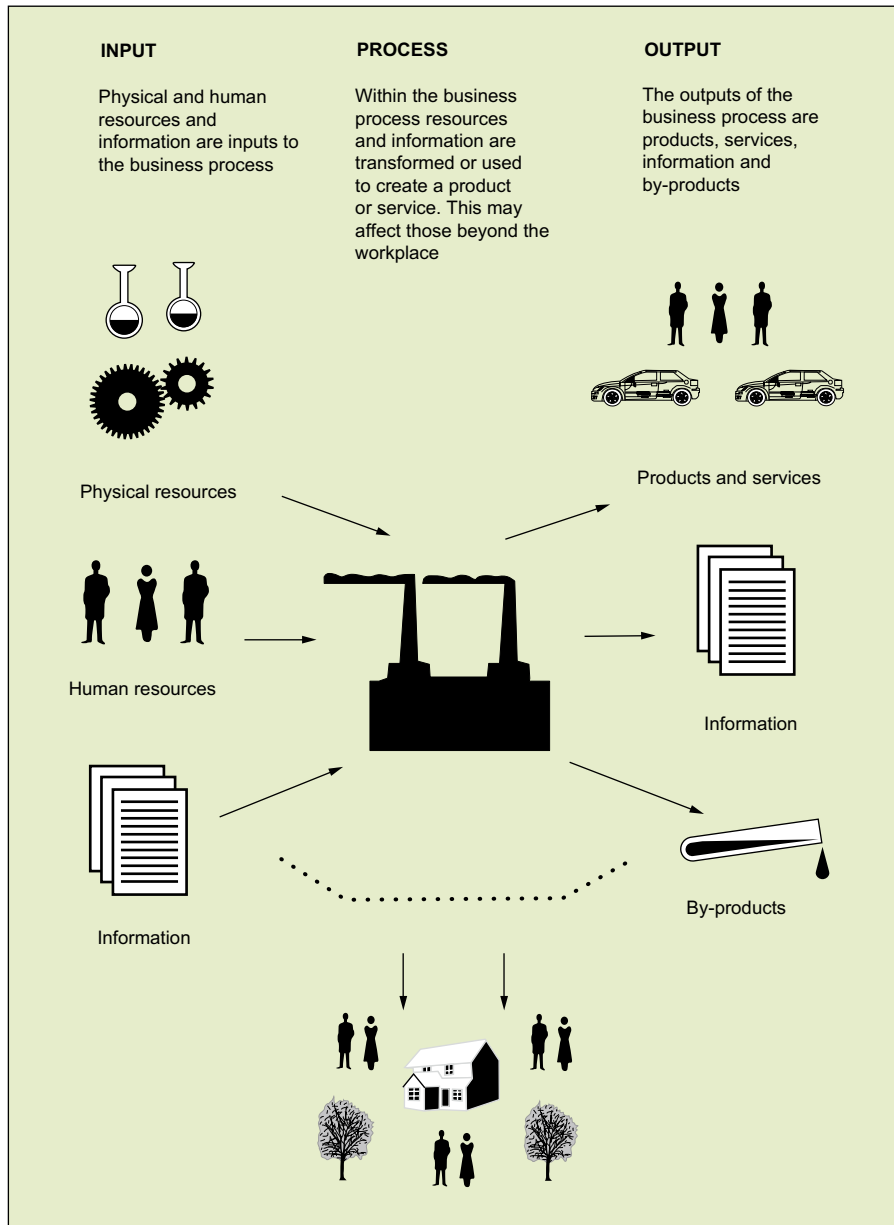 INPUT
Physical and human
resources and
information are inputs to
the business process
PROCESS
Within the business
process resources
and information are
transformed or used
to create a product
or service. This may
affect those beyond the
workplace
OUTPUT
The outputs of the
business process are
products, services,
information and
by-products
Physical resources
Products and services
Human resources
Information
Information
By-products